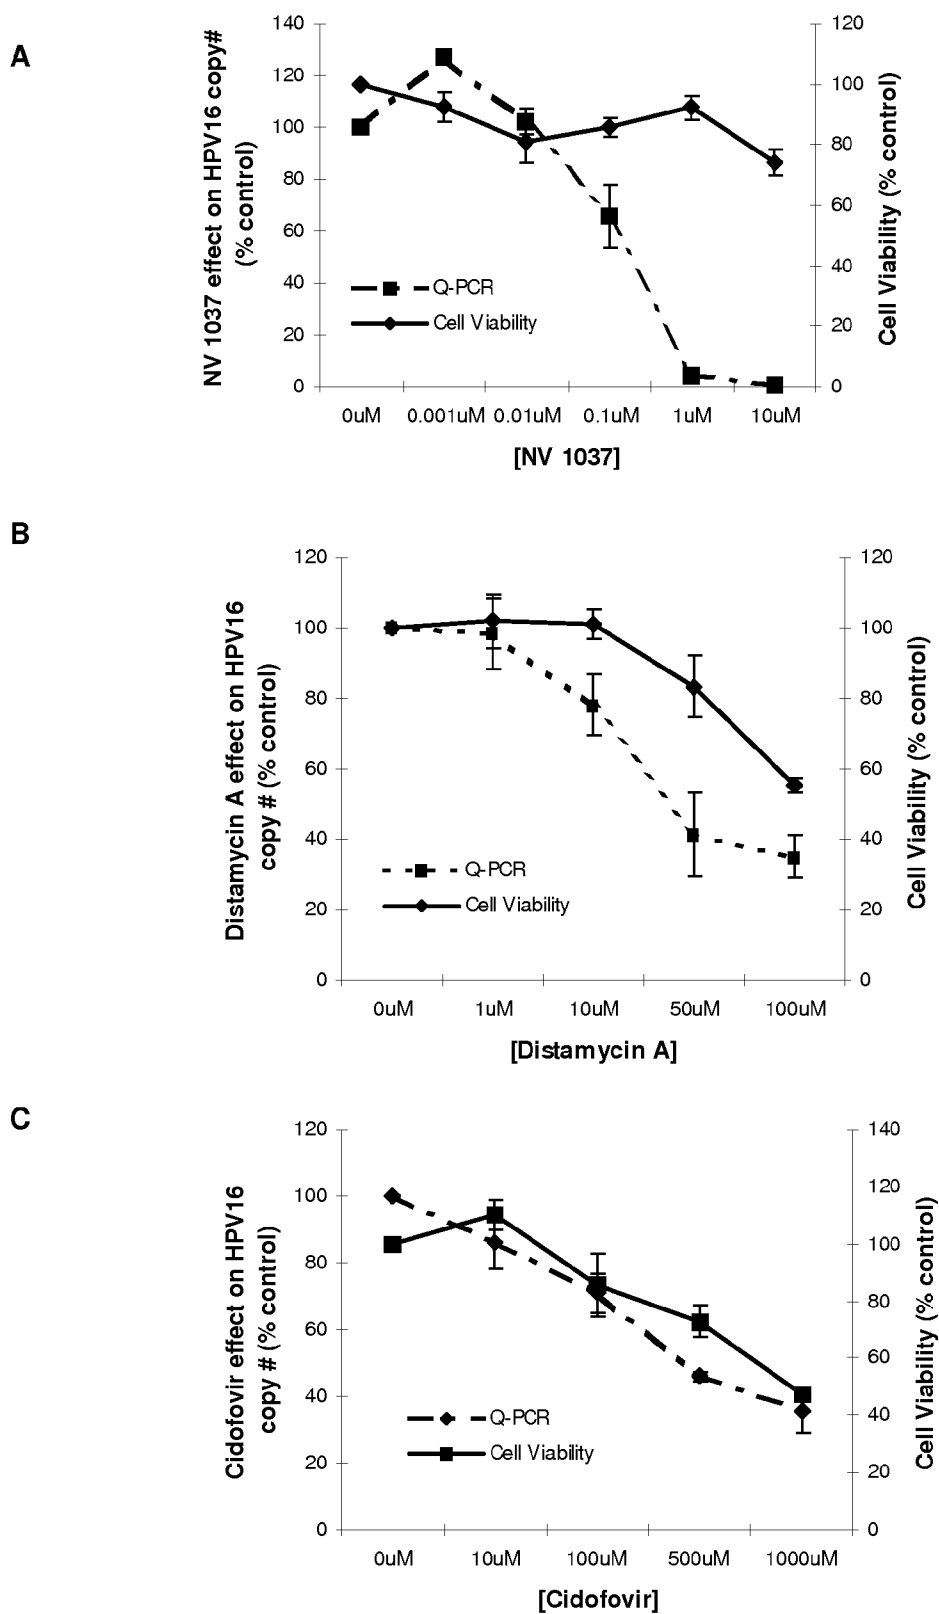 A
NV 1037 effect on HPV16 copy#
(% control)
140
120
100
80
60
40
20
0
120
100
80
60
40
20
0
Cell Viability (% control)
Q-PCR
Cell Viability
0uM 0.001uM 0.01uM 0.1uM 1uM 10uM
[NV 1037]
B
Distamycin A effect on HPV16
copy # (% control)
120
100
80
60
40
20
0
120
100
80
60
40
20
0
Cell Viability (% control)
Q-PCR
Cell Viability
0uM 1uM 10uM 50uM 100uM
[Distamycin A]
C
Cidofovir effect on HPV16
copy # (% control)
120
100
80
60
40
20
0
140
120
100
80
60
40
20
0
Cell Viability (% control)
Q-PCR
Cell Viability
0uM 10uM 100uM 500uM 1000uM
[Cidofovir]